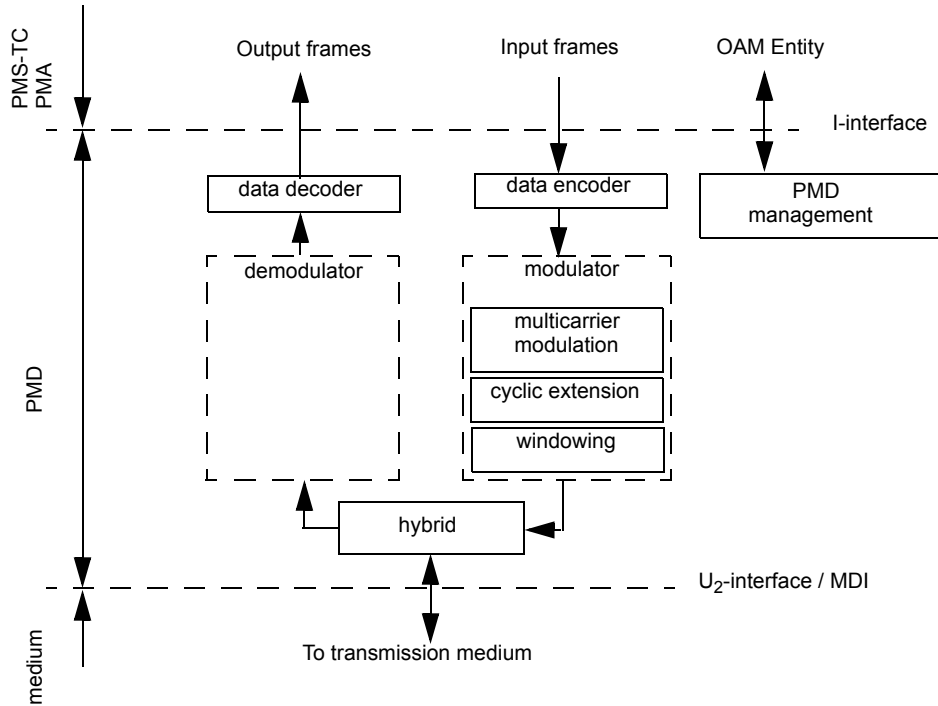 PMS-TC
PMA
Output frames
Input frames
OAM Entity
I-interface
data decoder
data encoder
PMD
management
demodulator
modulator
multicarrier
modulation
cyclic extension
windowing
PMD
hybrid
U2-interface / MDI
To transmission medium
medium